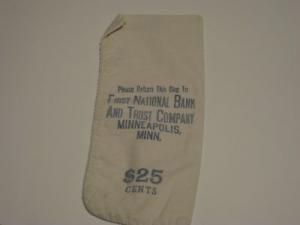 Please Return This Bag To
FIRST NATIONAL BANK
AND TRUST COMPANY
MINNEAPOLIS,
MINN.
$25
CENTS